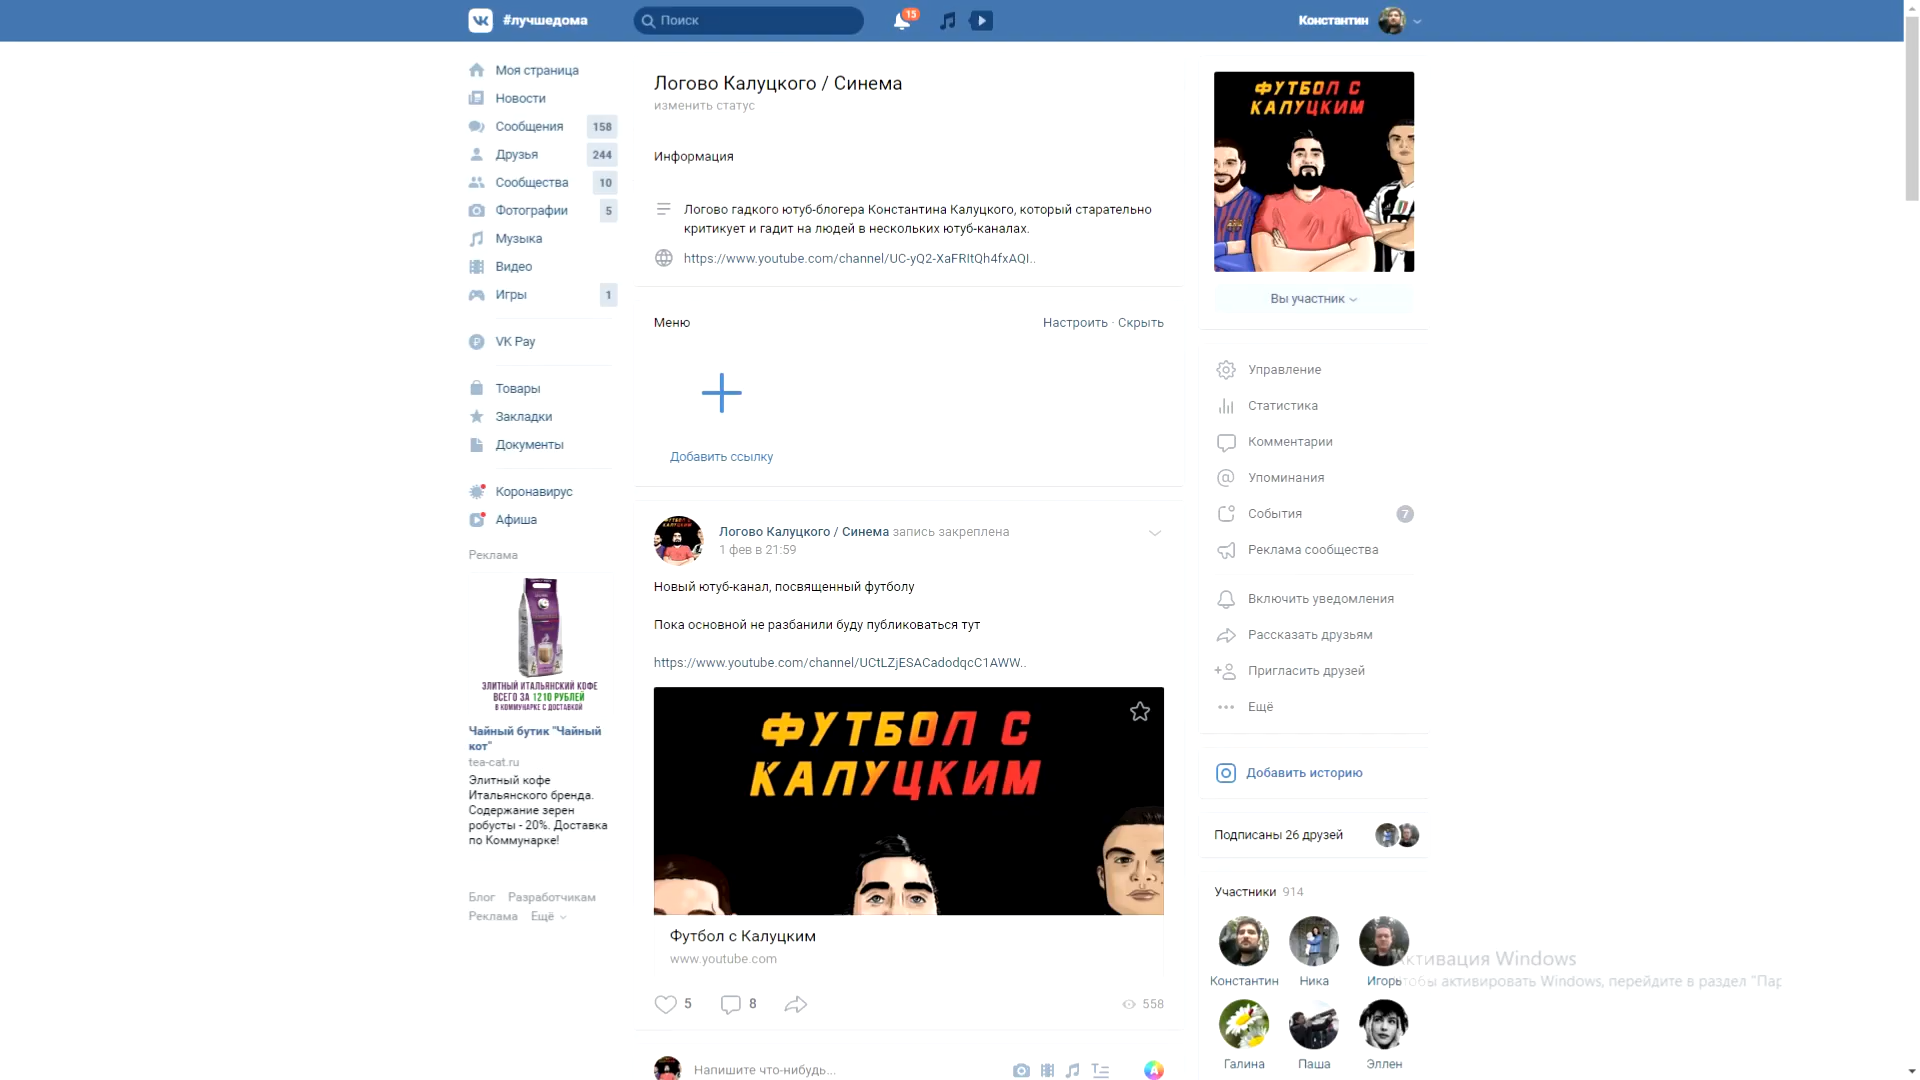 #лучшедома
Поиск
15
Константин
Моя страница
Новости
Сообщения 158
Друзья 244
Сообщества 10
Фотографии 5
Музыка
Видео
Игры 1
VK Pay
Товары
Закладки
Документы
Коронавирус
Афиша
Реклама
ЭЛИТНЫЙ ИТАЛЬЯНСКИЙ КОФЕ
ВСЕГО ЗА 1210 РУБЛЕЙ
В КОММУНАРКЕ С ДОСТАВКОЙ
Чайный бутик "Чайный
кот"
tea-cat.ru
Элитный кофе
Итальянского бренда.
Содержание зерен
робусты - 20%. Доставка
по Коммунарке!
Блог Разработчикам
Реклама Ещё
Логово Калуцкого / Синема
изменить статус
Информация
Логово гадкого ютуб-блогера Константина Калуцкого, который старательно
критикует и гадит на людей в нескольких ютуб-каналах.
https://www.youtube.com/channel/UC-yQ2-XaFRItQh4fxAQI..
Меню
Настроить · Скрыть
Добавить ссылку
Логово Калуцкого / Синема запись закреплена
1 фев в 21:59
Новый ютуб-канал, посвященный футболу
Пока основной не разбанили буду публиковаться тут
https://www.youtube.com/channel/UCtLZjESACadodqcC1AWW..
ФУТБОЛ С
КАЛУЦКИМ
Футбол с Калуцким
www.youtube.com
5 8 558
Напишите что-нибудь...
ФУТБОЛ С
КАЛУЦКИМ
Вы участник
Управление
Статистика
Комментарии
Упоминания
События 7
Реклама сообщества
Включить уведомления
Рассказать друзьям
Пригласить друзей
Ещё
Добавить историю
Подписаны 26 друзей
Участники 914
Константин Ника Игорь
Галина Паша Эллен
Активация Windows
Чтобы активировать Windows, перейдите в раздел "Пар